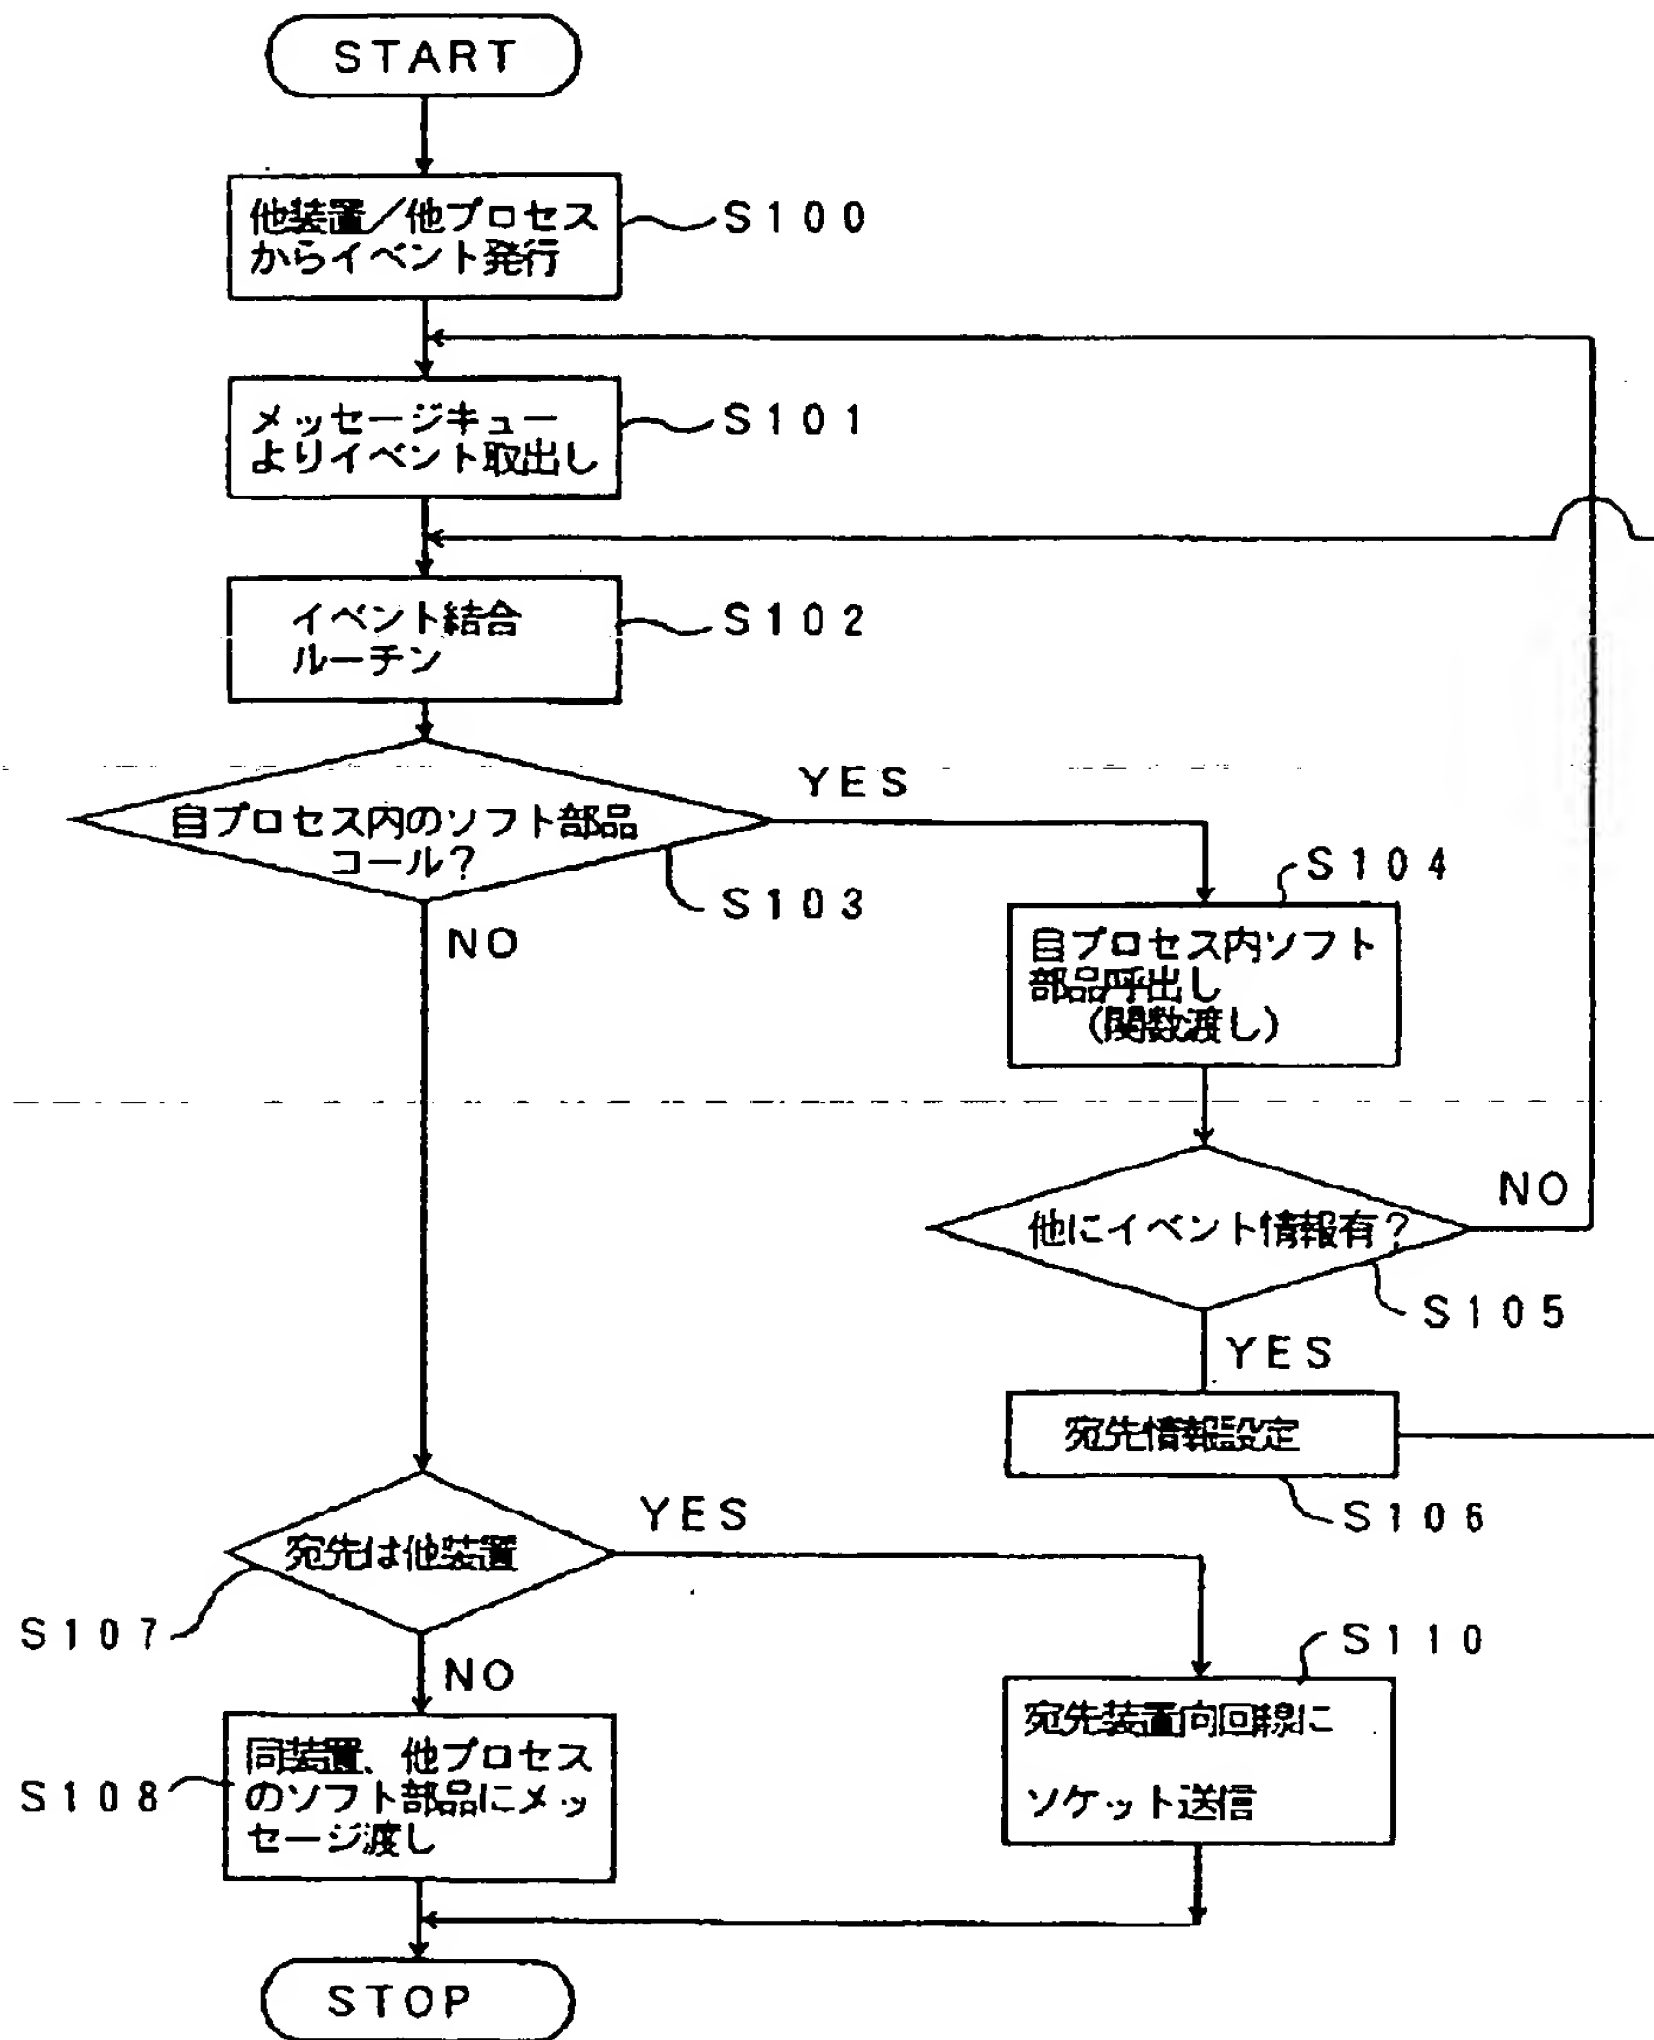 START
他装置／他プロセス
からイベント発行
S100
メッセージキュー
よりイベント取出し
S101
イベント結合
ルーチン
S102
自プロセス内のソフト部品
コール？
YES
S103
NO
S104
自プロセス内ソフト
部品呼出し
(関数渡し)
他にイベント情報有？
NO
S105
YES
宛先情報設定
S106
宛先は他装置
YES
S107
NO
S110
宛先装置向回線に
ソケット送信
同装置、他プロセス
のソフト部品にメッ
セージ渡し
S108
STOP